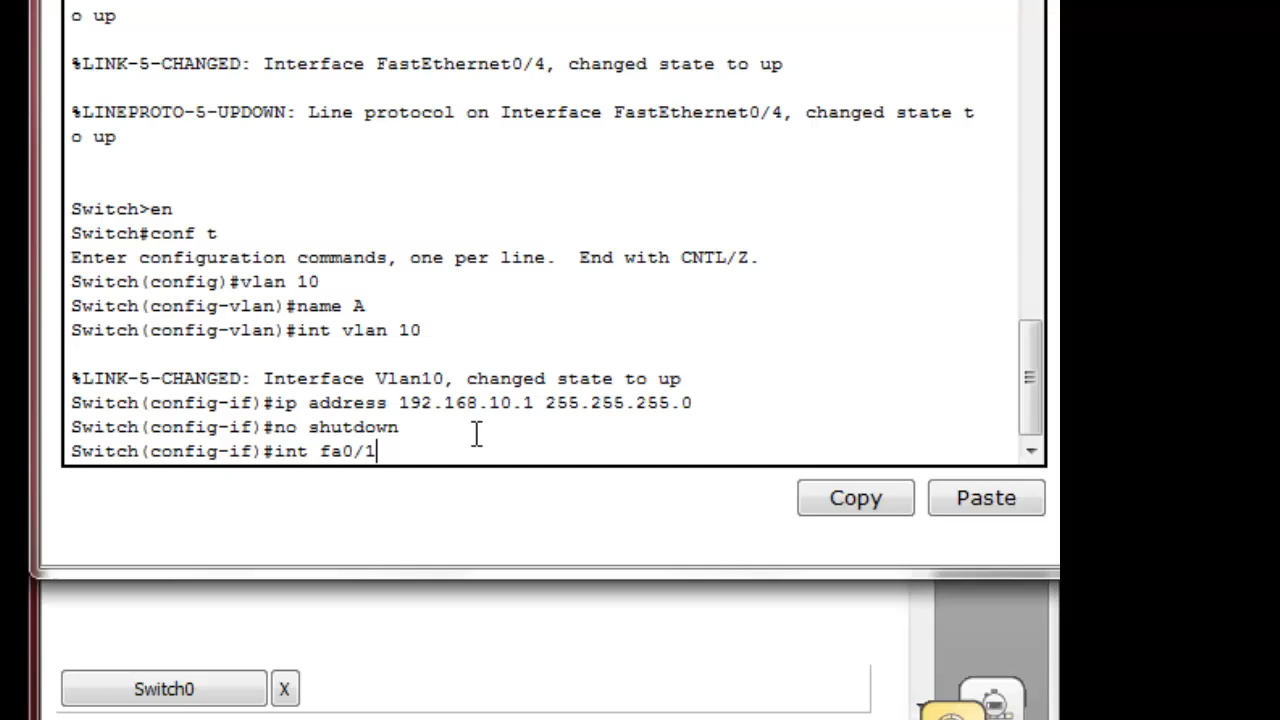 o up
%LINK-5-CHANGED: Interface FastEthernet0/4, changed state to up
%LINEPROTO-5-UPDOWN: Line protocol on Interface FastEthernet0/4, changed state t
o up
Switch>en
Switch#conf t
Enter configuration commands, one per line.  End with CNTL/Z.
Switch(config)#vlan 10
Switch(config-vlan)#name A
Switch(config-vlan)#int vlan 10
%LINK-5-CHANGED: Interface Vlan10, changed state to up
Switch(config-if)#ip address 192.168.10.1 255.255.255.0
Switch(config-if)#no shutdown
Switch(config-if)#int fa0/1
Copy Paste
Switch0 X